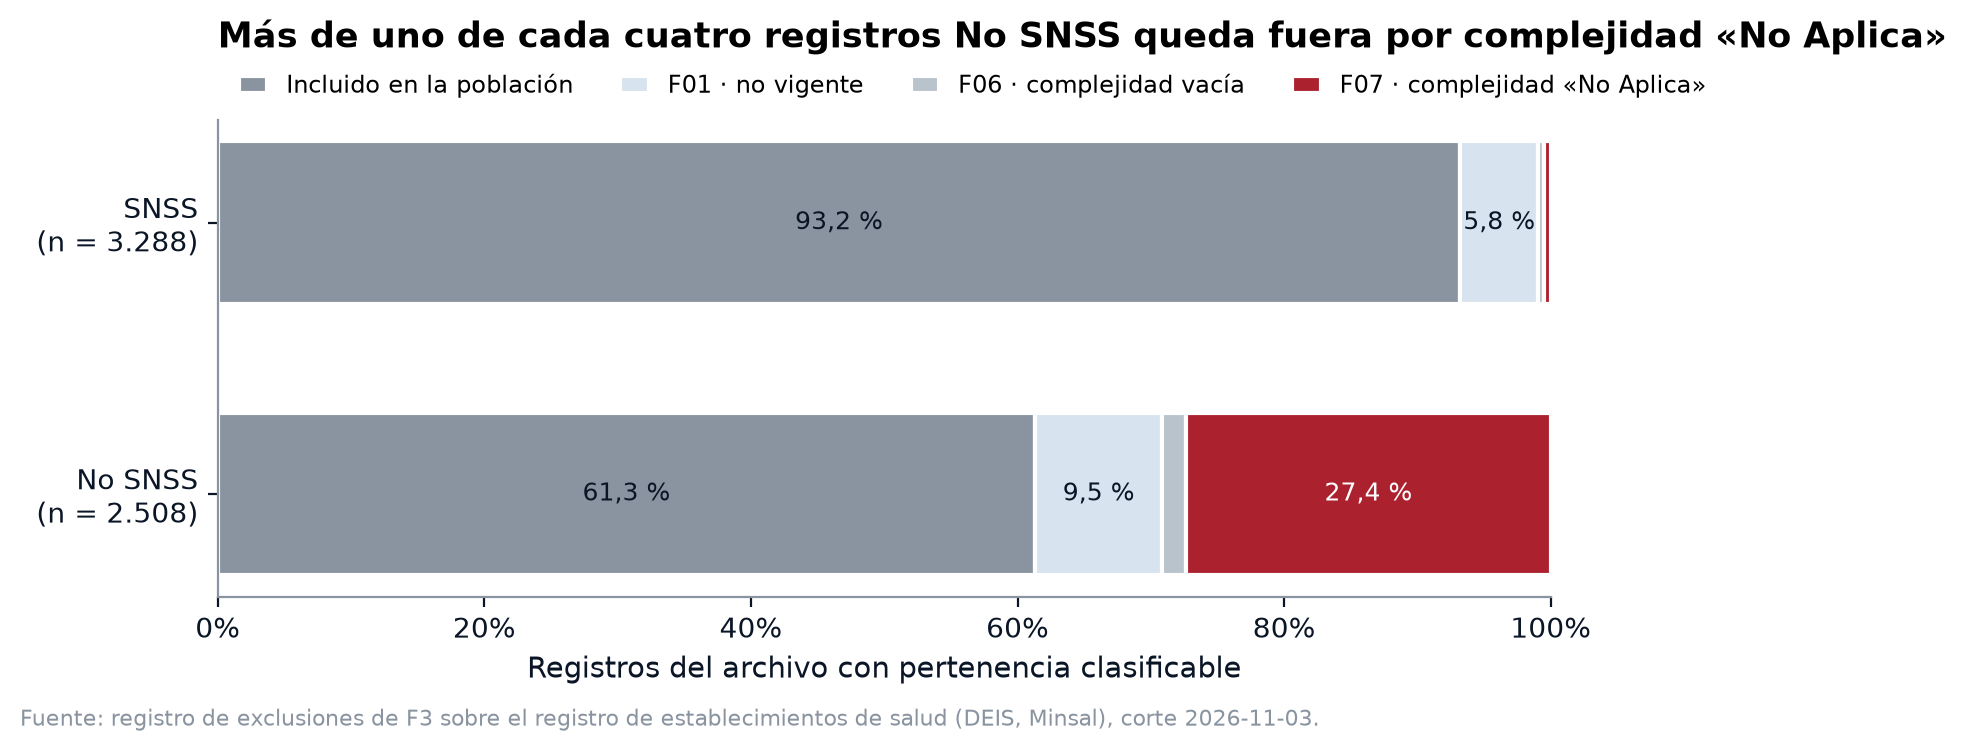 Más de uno de cada cuatro registros No SNSS queda fuera por complejidad «No Aplica»
Incluido en la población
F01 · no vigente
F06 · complejidad vacía
F07 · complejidad «No Aplica»
SNSS
(n = 3.288)
93,2 %
5,8 %
No SNSS
(n = 2.508)
61,3 %
9,5 %
27,4 %
0%
20%
40%
60%
80%
100%
Registros del archivo con pertenencia clasificable
Fuente: registro de exclusiones de F3 sobre el registro de establecimientos de salud (DEIS, Minsal), corte 2026-11-03.